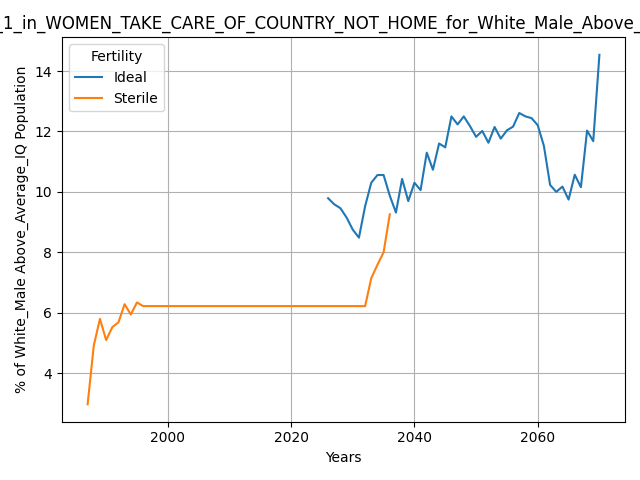 _1_in_WOMEN_TAKE_CARE_OF_COUNTRY_NOT_HOME_for_White_Male_Above_
Fertility
Ideal
Sterile
% of White_Male Above_Average_IQ Population
14
12
10
8
6
4
2000
2020
2040
2060
Years